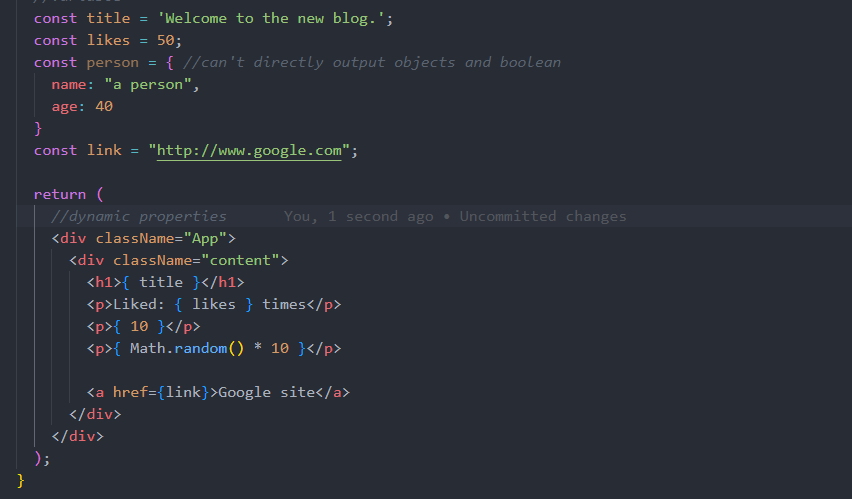 const title = 'Welcome to the new blog.';
const likes = 50;
const person = { //can't directly output objects and boolean
name: "a person",
age: 40
}
const link = "http://www.google.com";
return (
//dynamic properties You, 1 second ago • Uncommitted changes
<div className="App">
<div className="content">
<h1>{ title }</h1>
<p>Liked: { likes } times</p>
<p>{ 10 }</p>
<p>{ Math.random() * 10 }</p>
<a href={link}>Google site</a>
</div>
</div>
);
}